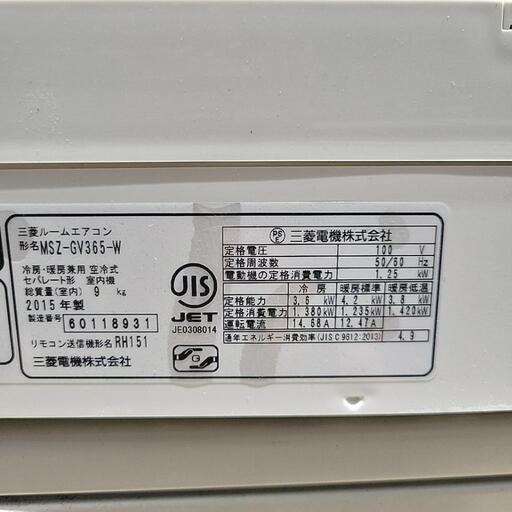 三菱ルームエアコン
形名MSZ-GV365-W
冷房・暖房兼用 空冷式
セパレート形 室内機
総質量(室内) 9 kg
2015年製
製造番号 60118931
リモコン送信機形名 RH151
三菱電機株式会社
JIS
JET
JE0308014
G
PSE 三菱電機株式会社
定格電圧 100 V
定格周波数 50/60 Hz
電動機の定格消費電力 1.25 kW
冷房 暖房標準 暖房低温
定格能力 3.6 kW 4.2 kW 3.8 kW
定格消費電力 1.380kW 1.235kW 1.420kW
運転電流 14.68A 12.47A
通年エネルギー消費効率(JIS C 9612:2013) 4.9